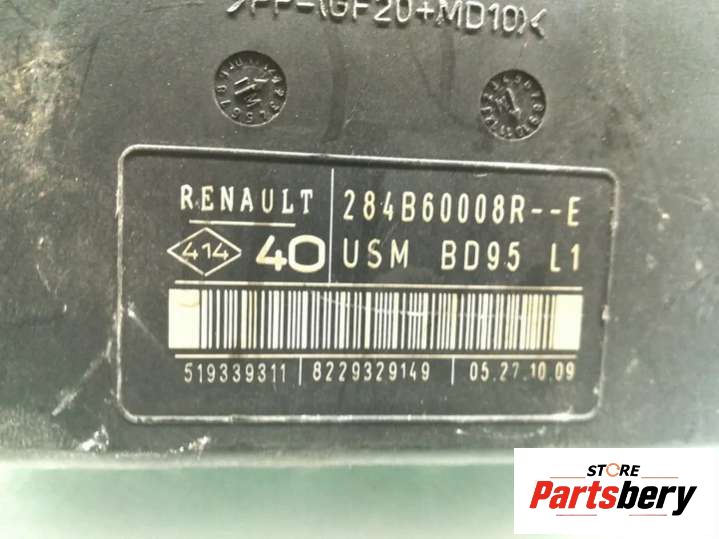 >PP-(GF20+MD10)<
RENAULT 284B60008R--E
414 40 USM BD95 L1
519339311 8229329149 05.27.10.09
STORE
Partsbery